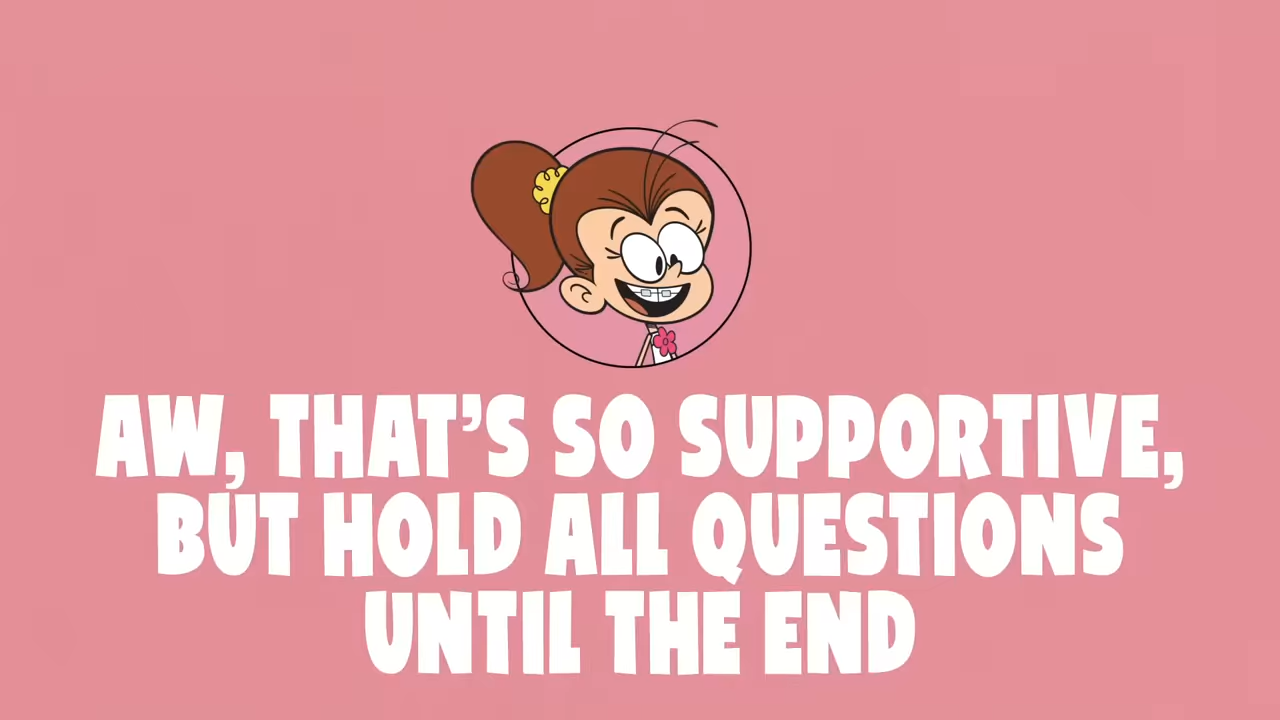 AW, THAT'S SO SUPPORTIVE,
BUT HOLD ALL QUESTIONS
UNTIL THE END